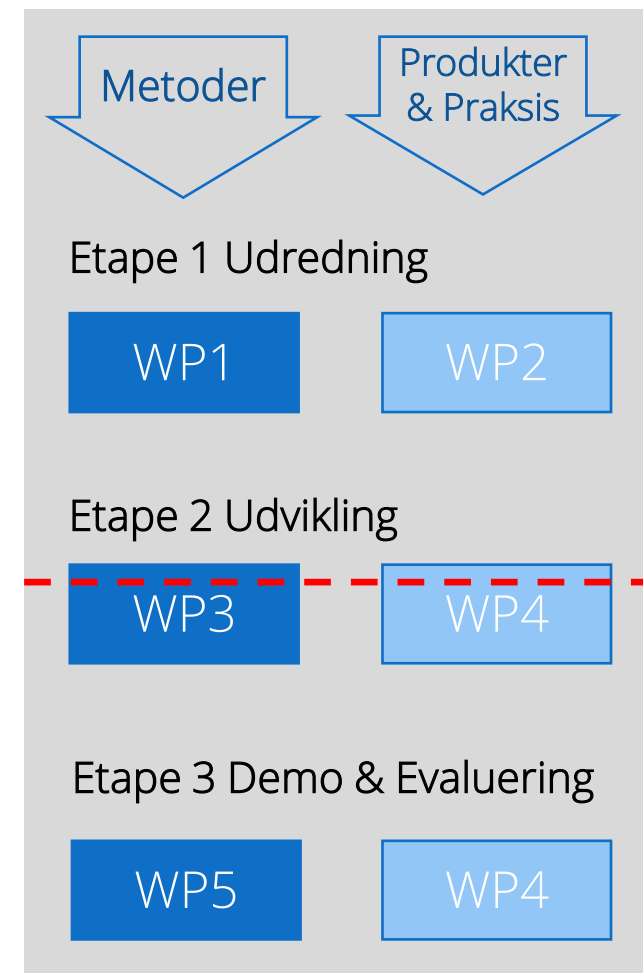 Metoder
Produkter
& Praksis
Etape 1 Udredning
WP1
WP2
Etape 2 Udvikling
WP3
WP4
Etape 3 Demo & Evaluering
WP5
WP4